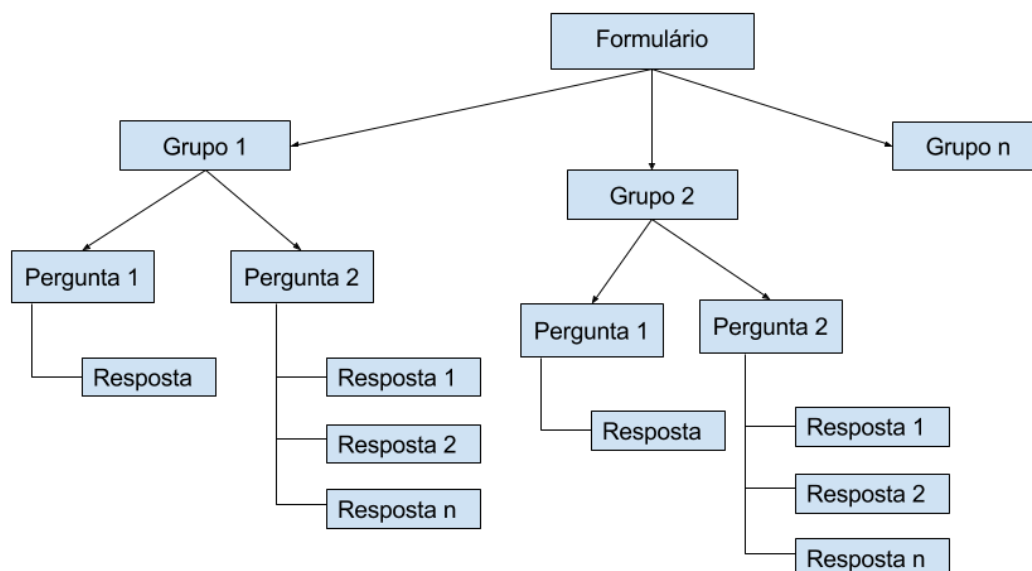 Formulário
Grupo 1
Grupo n
Grupo 2
Pergunta 1
Pergunta 2
Pergunta 1
Pergunta 2
Resposta
Resposta 1
Resposta 2
Resposta n
Resposta
Resposta 1
Resposta 2
Resposta n